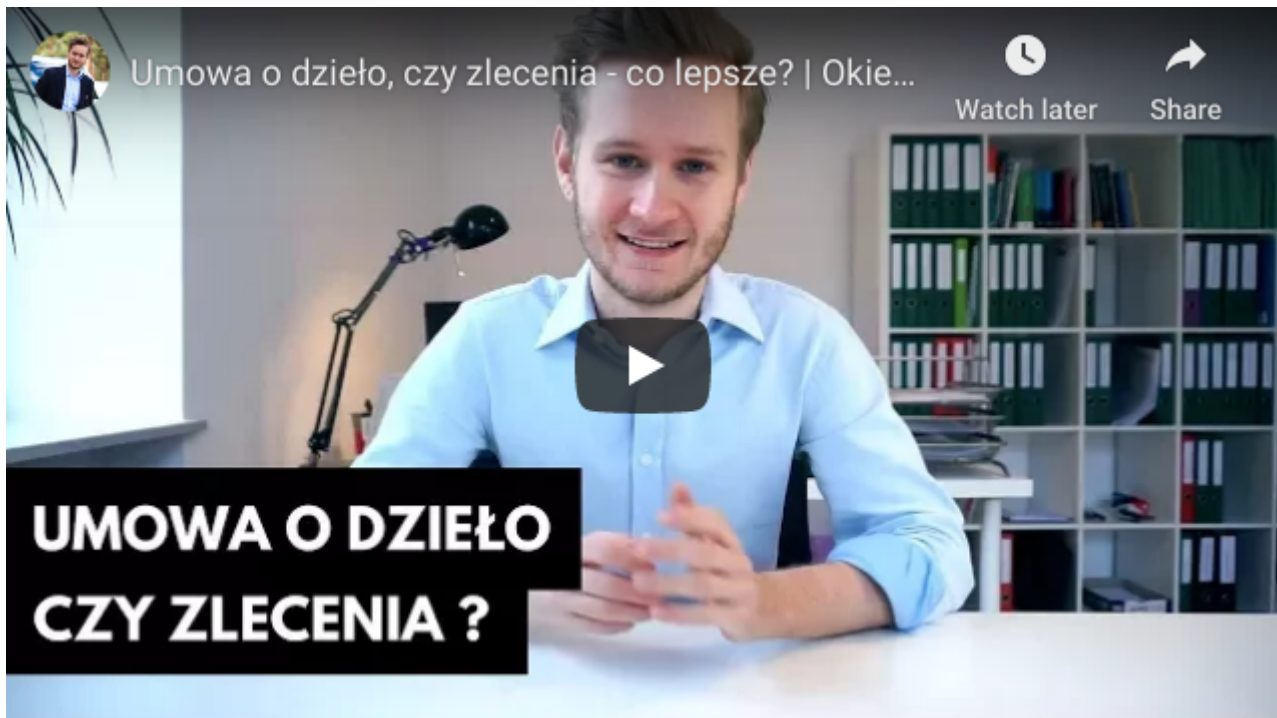 Umowa o dzieło, czy zlecenia - co lepsze? | Okie...
Watch later
Share
UMOWA O DZIEŁO
CZY ZLECENIA ?